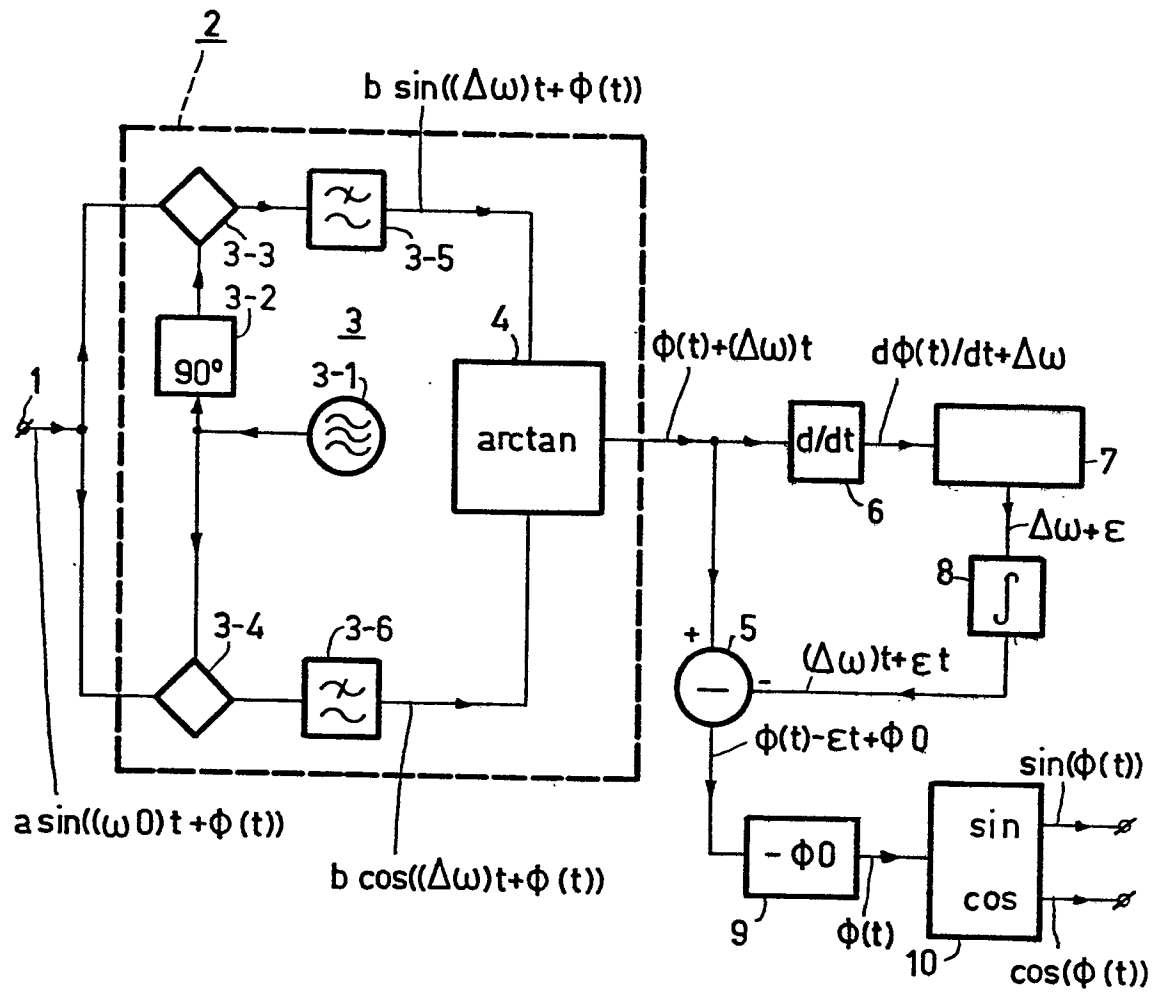 2
b sin((Δω)t+Φ(t))
3-3
3-5
3-2
90°
3
3-1
4
1
arctan
Φ(t)+(Δω)t
dΦ(t)/dt+Δω
d/dt
6
7
Δω+ε
8
∫
3-4
3-6
+
5
-
(Δω)t+εt
—
Φ(t)-εt+Φ0
a sin((ω0)t+Φ(t))
b cos((Δω)t+Φ(t))
-Φ0
9
Φ(t)
sin(Φ(t))
sin
cos
10
cos(Φ(t))